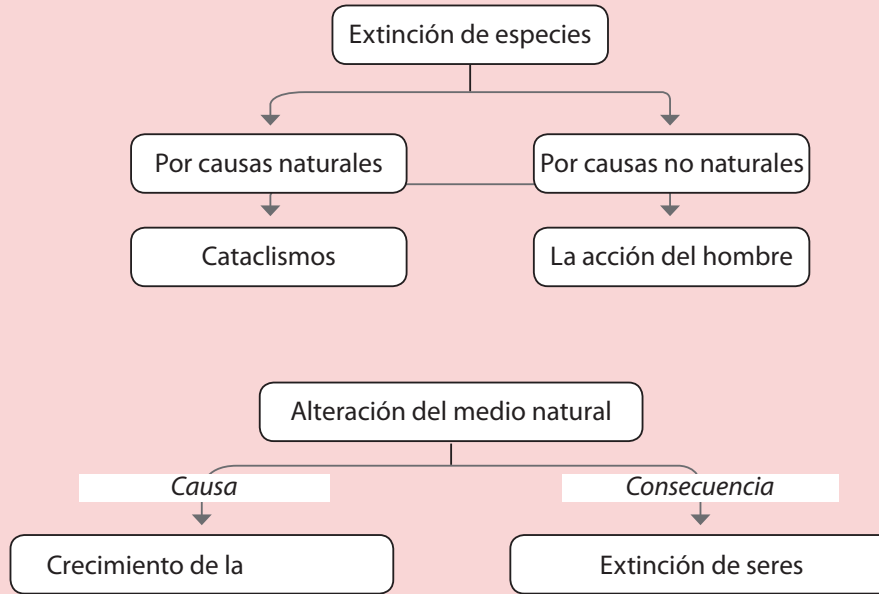 Extinción de especies
Por causas naturales
Por causas no naturales
Cataclismos
La acción del hombre
Alteración del medio natural
Causa
Consecuencia
Crecimiento de la
Extinción de seres